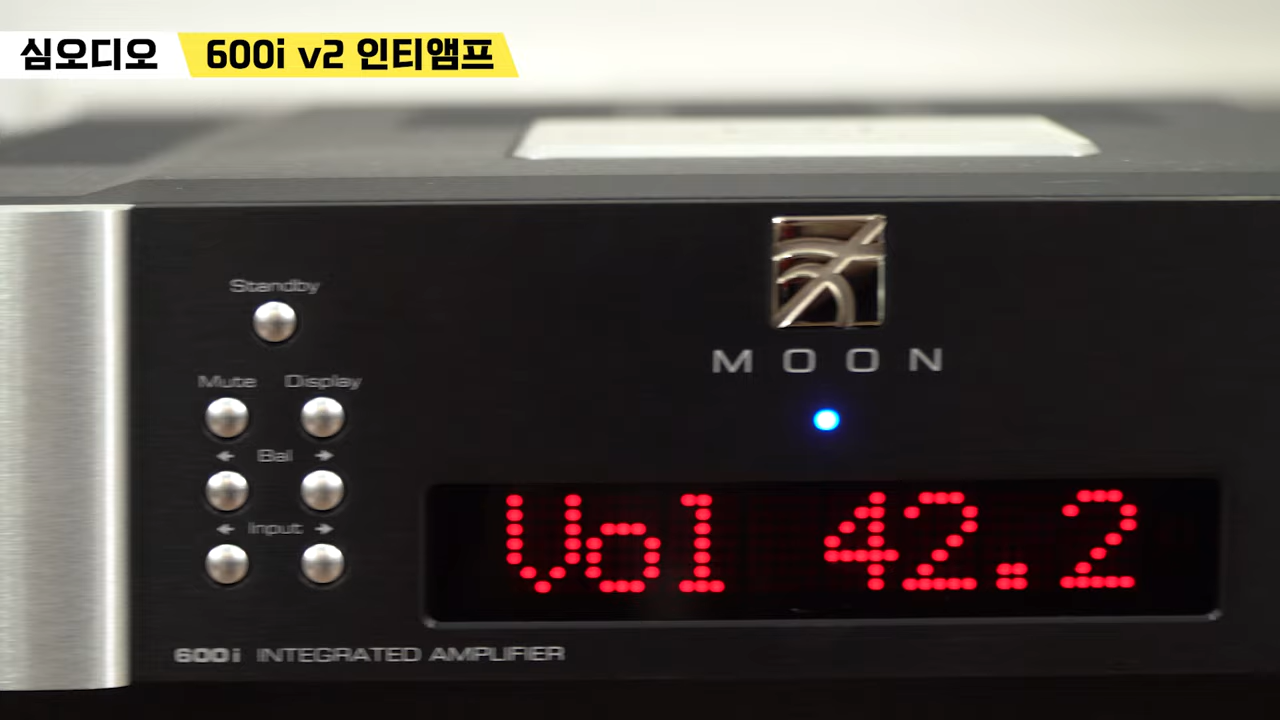 심오디오 600i v2 인티앰프
Standby
MOON
Mute Display
← Bal →
← Input →
Vol 42.2
600i INTEGRATED AMPLIFIER